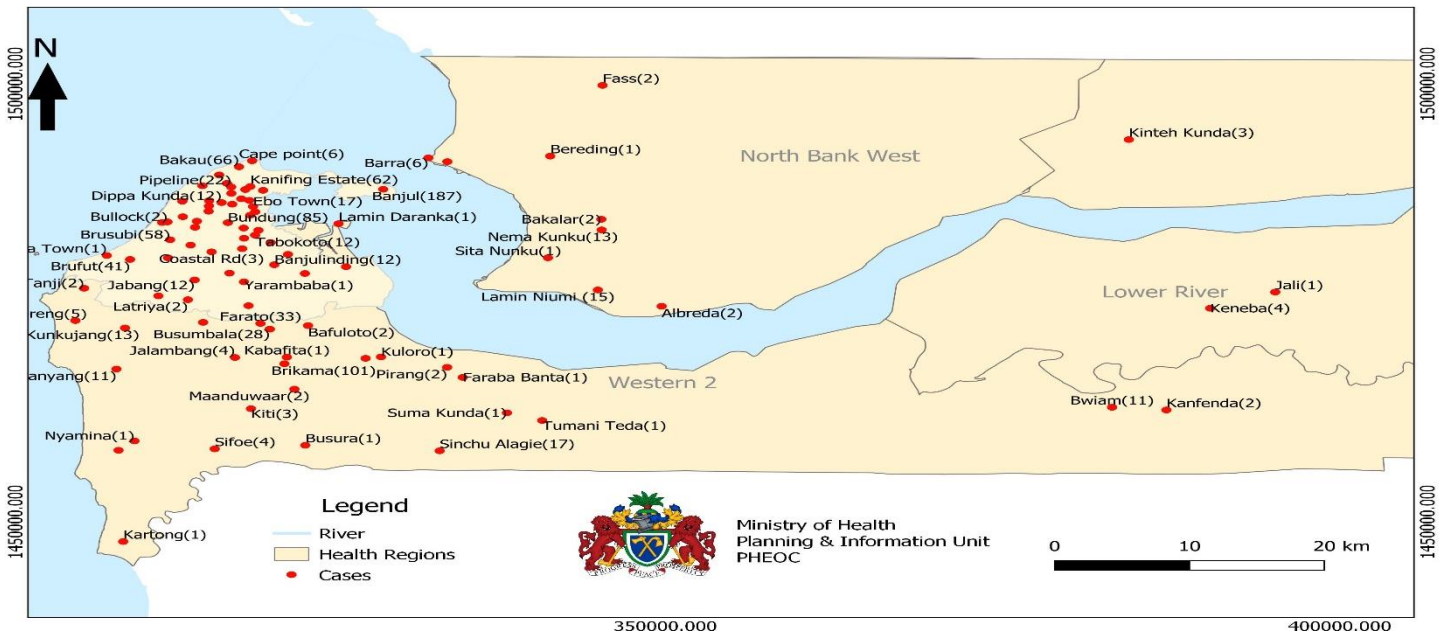 N
1500000.000
1500000.000
Fass(2)
Kinteh Kunda(3)
Bereding(1)
North Bank West
Cape point(6)
Bakau(66)
Barra(6)
Pipeline(22)
Kanifing Estate(62)
Dippa Kunda(12)
Banjul(187)
Ebo Town(17)
Bullock(2)
Bundung(85)
Lamin Daranka(1)
Bakalar(2)
Brusubi(58)
Tabokoto(12)
Nema Kunku(13)
a Town(1)
Coastal Rd(3)
Sita Nunku(1)
Brufut(41)
Banjulinding(12)
Tanji(2)
Jabang(12)
Yarambaba(1)
Lamin Niumi (15)
Jali(1)
Lower River
Latriya(2)
Albreda(2)
Keneba(4)
reng(5)
Farato(33)
Kunkujang(13)
Busumbala(28)
Bafuloto(2)
Jalambang(4)
Kabafita(1)
Kuloro(1)
Brikama(101)
Pirang(2)
anyang(11)
Faraba Banta(1)
Western 2
Maanduwaar(2)
Kiti(3)
Suma Kunda(1)
Bwiam(11)
Kanfenda(2)
Tumani Teda(1)
Nyamina(1)
Sifoe(4)
Busura(1)
Sinchu Alagie(17)
Kartong(1)
1450000.000
1450000.000
Legend
River
Health Regions
Cases
Ministry of Health
Planning & Information Unit
PHEOC
0 10 20 km
350000.000
400000.000